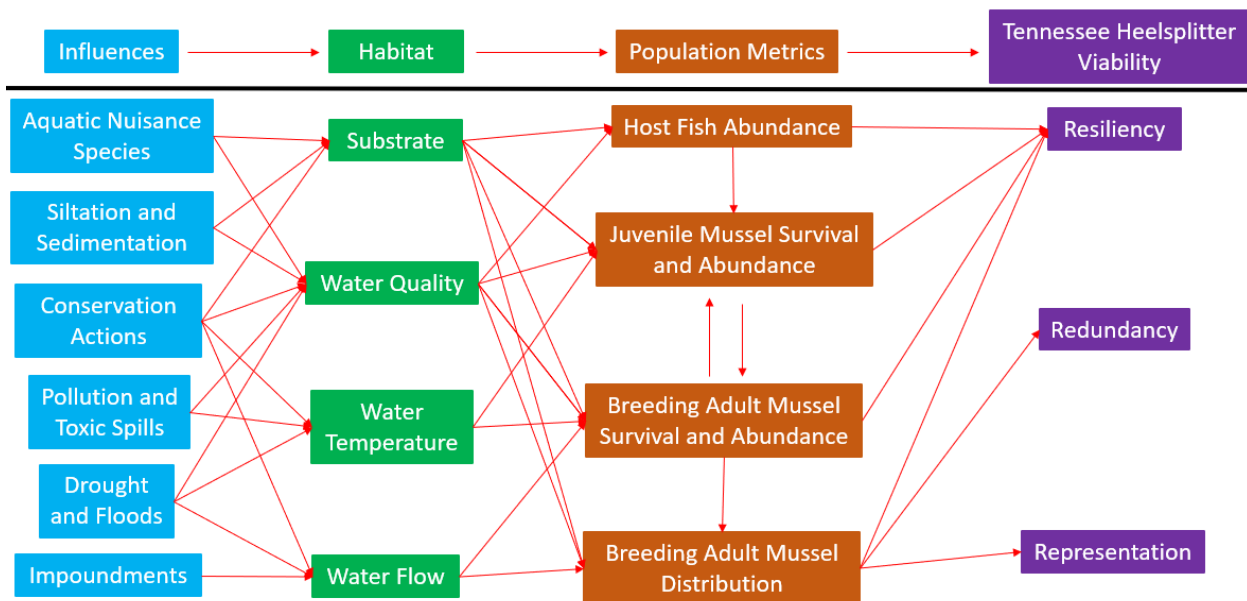 Influences
Habitat
Population Metrics
Tennessee Heelsplitter
Viability
Aquatic Nuisance
Species
Siltation and
Sedimentation
Conservation
Actions
Pollution and
Toxic Spills
Drought
and Floods
Impoundments
Substrate
Water Quality
Water
Temperature
Water Flow
Host Fish Abundance
Juvenile Mussel Survival
and Abundance
Breeding Adult Mussel
Survival and Abundance
Breeding Adult Mussel
Distribution
Resiliency
Redundancy
Representation